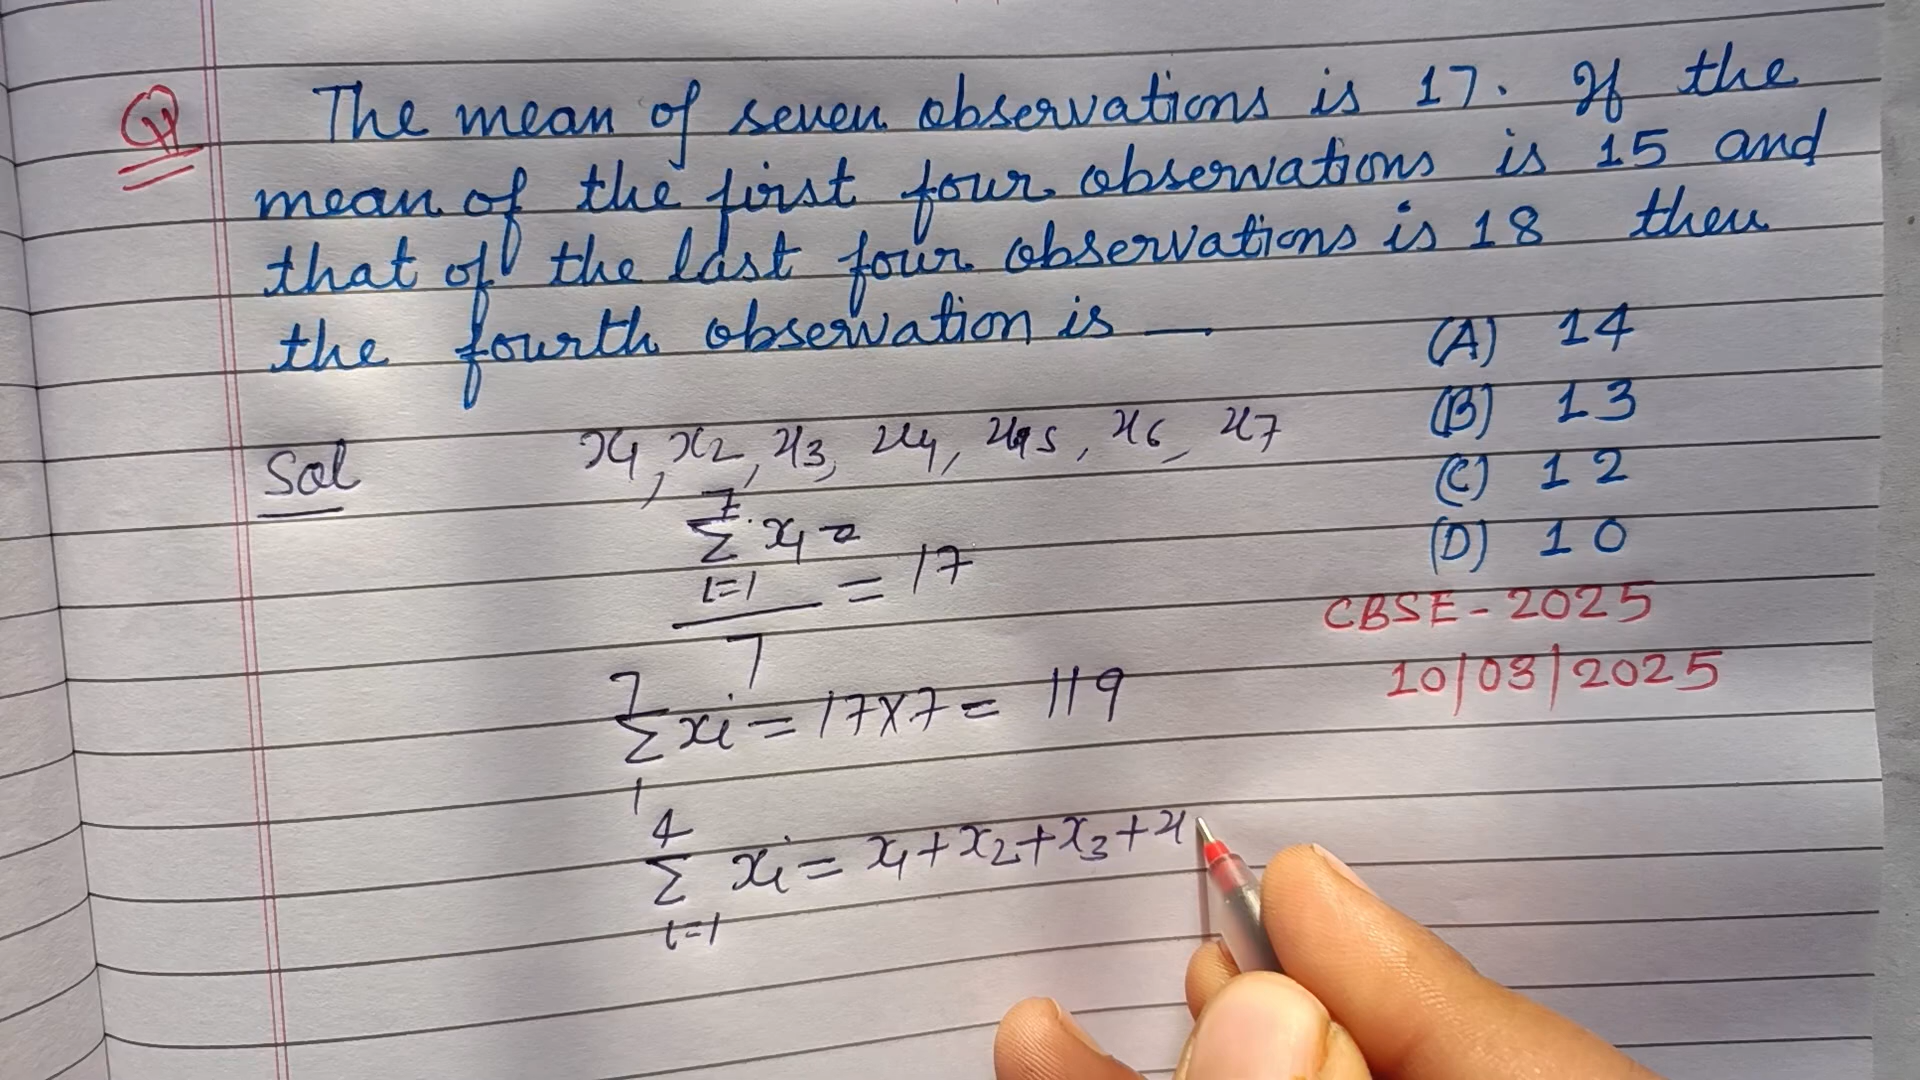 Q The mean of seven observations is 17. If the
mean of the first four observations is 15 and
that of the last four observations is 18 then
the fourth observation is —
(A) 14
(B) 13
(C) 12
(D) 10
CBSE - 2025
10/03/2025
Sol x1, x2, x3, x4, x5, x6, x7
7
Σ xi =
i=1
— = 17
7
7
Σ xi = 17x7 = 119
1
4
Σ xi = x1 + x2 + x3 + x
i=1